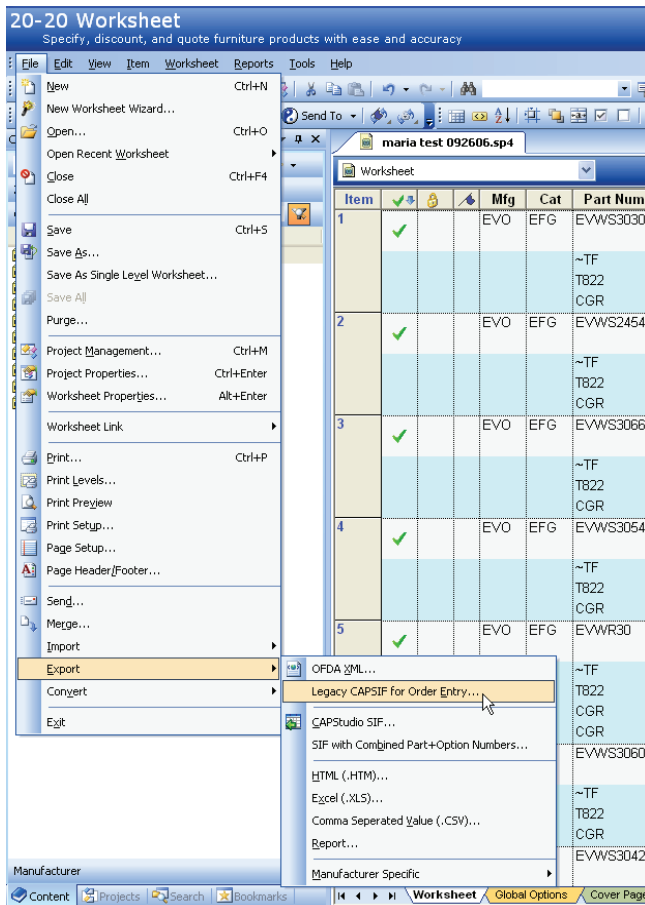 20-20 Worksheet
Specify, discount, and quote furniture products with ease and accuracy
File Edit View Item Worksheet Reports Tools Help
New Ctrl+N
New Worksheet Wizard...
Open... Ctrl+O
Open Recent Worksheet
Close Ctrl+F4
Close All
Save Ctrl+S
Save As...
Save As Single Level Worksheet...
Save All
Purge...
Project Management... Ctrl+M
Project Properties... Ctrl+Enter
Worksheet Properties... Alt+Enter
Worksheet Link
Print... Ctrl+P
Print Levels...
Print Preview
Print Setup...
Page Setup...
Page Header/Footer...
Send...
Merge...
Import
Export
Convert
Exit
OFDA XML...
Legacy CAPSIF for Order Entry...
CAPStudio SIF...
SIF with Combined Part+Option Numbers...
HTML (.HTM)...
Excel (.XLS)...
Comma Seperated Value (.CSV)...
Report...
Manufacturer Specific
Send To
maria test 092606.sp4
Worksheet
Item Mfg Cat Part Num
1 EVO EFG EVWS3030
~TF
T822
CGR
2 EVO EFG EVWS2454
~TF
T822
CGR
3 EVO EFG EVWS3066
~TF
T822
CGR
4 EVO EFG EVWS3054
~TF
T822
CGR
5 EVO EFG EVWR30
~TF
T822
CGR
CGR
EVWS3060
~TF
T822
CGR
EVWS3042
Manufacturer
Content Projects Search Bookmarks
Worksheet Global Options Cover Page